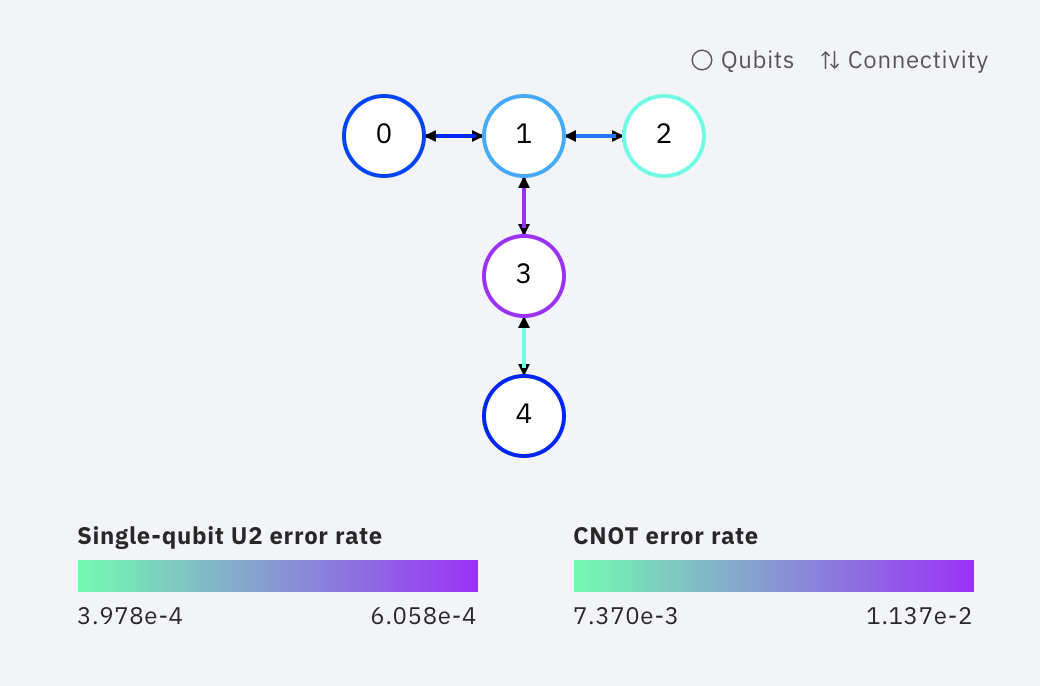 Qubits Connectivity
0 1 2
3
4
Single-qubit U2 error rate CNOT error rate
3.978e-4 6.058e-4 7.370e-3 1.137e-2